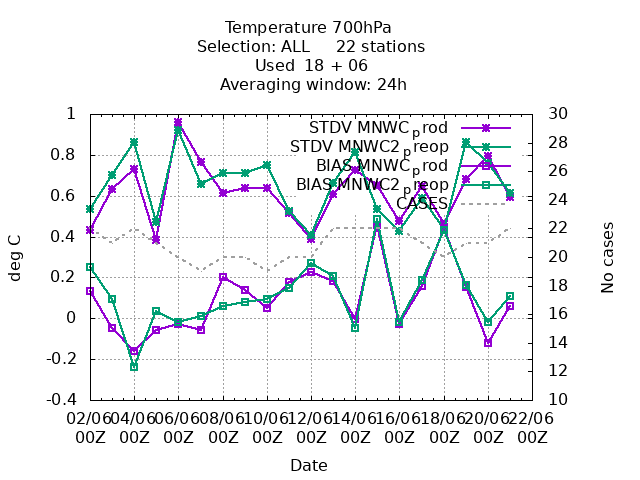 Temperature 700hPa
Selection: ALL     22 stations
Used  18 + 06
Averaging window: 24h
1
0.8
0.6
0.4
0.2
0
-0.2
-0.4
deg C
30
28
26
24
22
20
18
16
14
12
10
No cases
STDV MNWC_prod
STDV MNWC2_preop
BIAS MNWC_prod
BIAS MNWC2_preop
CASES
02/06 04/06 06/06 08/06 10/06 12/06 14/06 16/06 18/06 20/06 22/06
00Z 00Z 00Z 00Z 00Z 00Z 00Z 00Z 00Z 00Z 00Z
Date